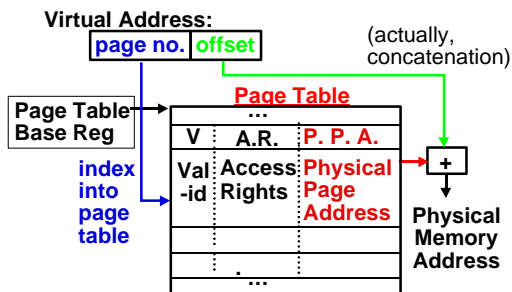 Virtual Address:
page no. offset
(actually,
concatenation)
Page Table
...
Page Table
Base Reg
V A.R. P. P. A.
+
index
into
page
table
Val
-id
Access
Rights
Physical
Page
Address
Physical
Memory
Address
. 
...